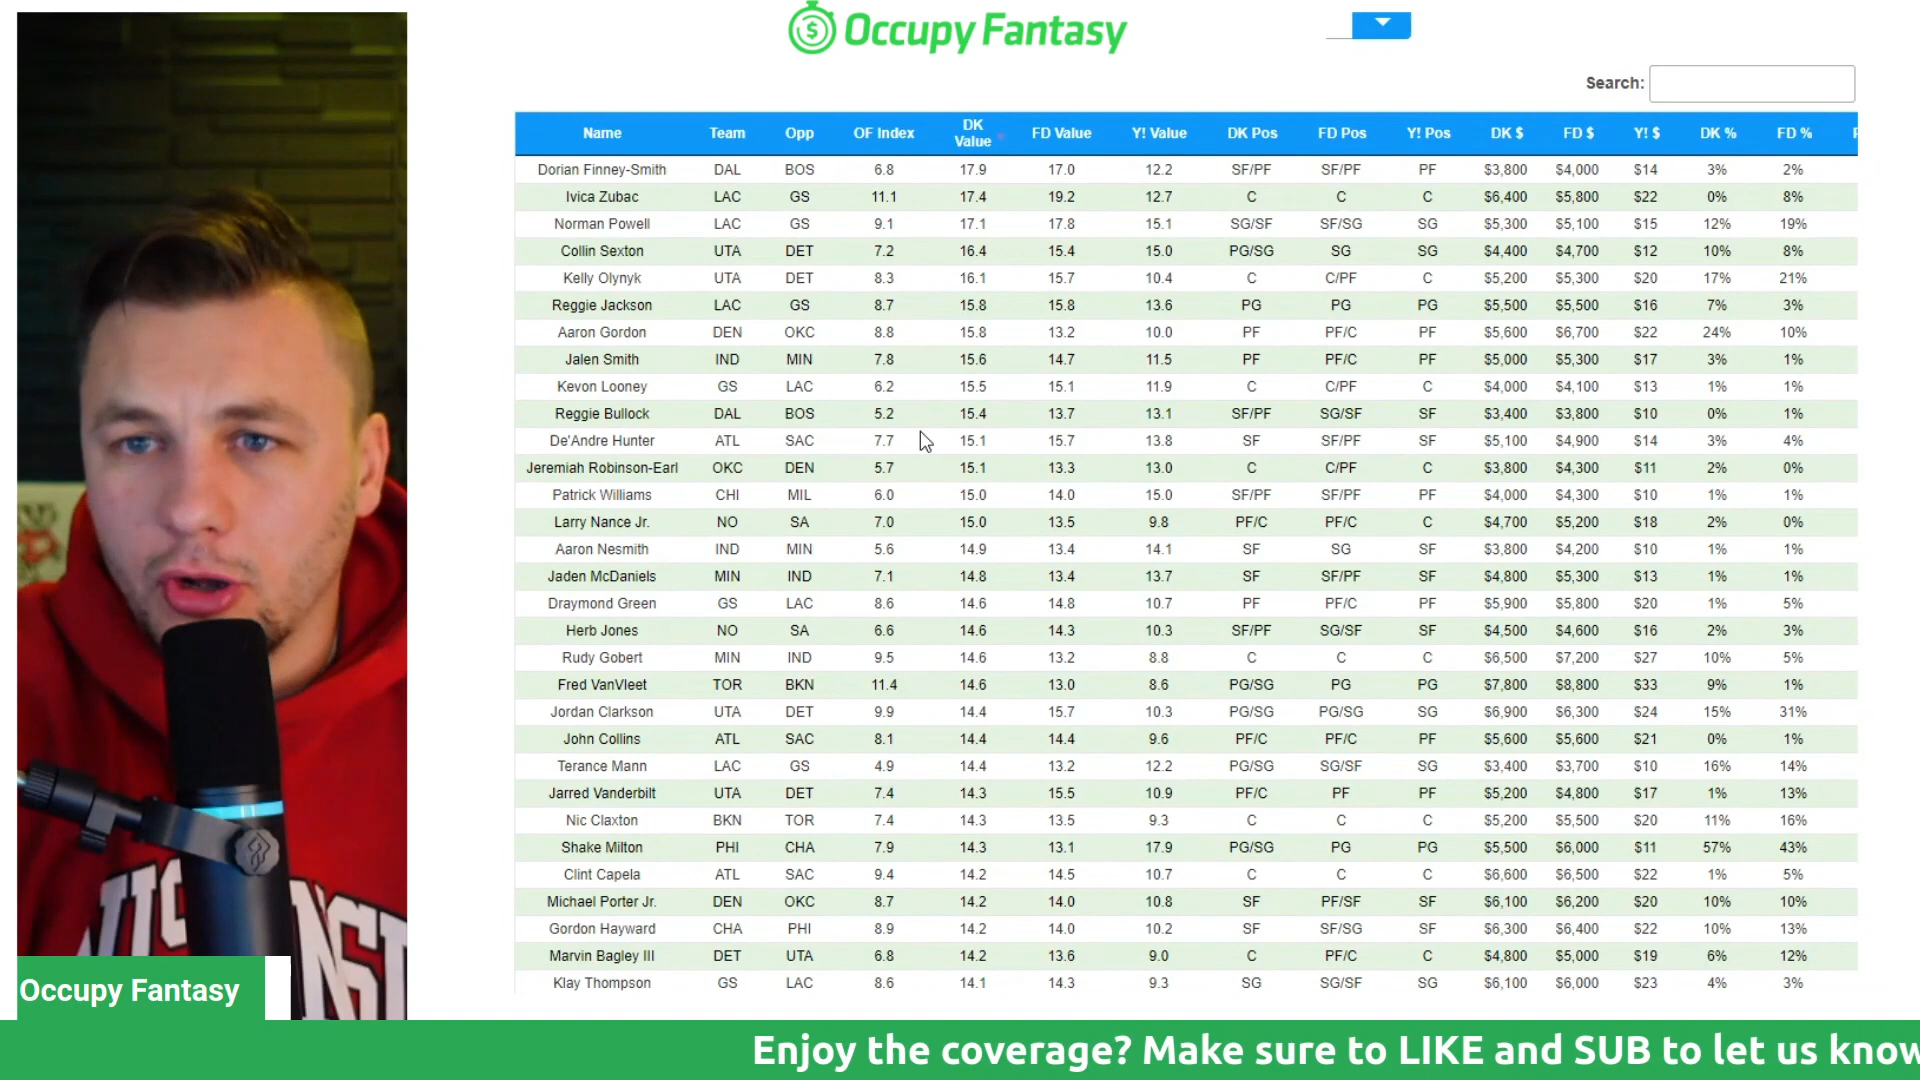 Occupy Fantasy
Search:
Name Team Opp OF Index DK Value FD Value Y! Value DK Pos FD Pos Y! Pos DK $ FD $ Y! $ DK % FD %
Dorian Finney-Smith DAL BOS 6.8 17.9 17.0 12.2 SF/PF SF/PF PF $3,800 $4,000 $14 3% 2%
Ivica Zubac LAC GS 11.1 17.4 19.2 12.7 C C C $6,400 $5,800 $22 0% 8%
Norman Powell LAC GS 9.1 17.1 17.8 15.1 SG/SF SF/SG SG $5,300 $5,100 $15 12% 19%
Collin Sexton UTA DET 7.2 16.4 15.4 15.0 PG/SG SG SG $4,400 $4,700 $12 10% 8%
Kelly Olynyk UTA DET 8.3 16.1 15.7 10.4 C C/PF C $5,200 $5,300 $20 17% 21%
Reggie Jackson LAC GS 8.7 15.8 15.8 13.6 PG PG PG $5,500 $5,500 $16 7% 3%
Aaron Gordon DEN OKC 8.8 15.8 13.2 10.0 PF PF/C PF $5,600 $6,700 $22 24% 10%
Jalen Smith IND MIN 7.8 15.6 14.7 11.5 PF PF/C PF $5,000 $5,300 $17 3% 1%
Kevon Looney GS LAC 6.2 15.5 15.1 11.9 C C/PF C $4,000 $4,100 $13 1% 1%
Reggie Bullock DAL BOS 5.2 15.4 13.7 13.1 SF/PF SG/SF SF $3,400 $3,800 $10 0% 1%
De'Andre Hunter ATL SAC 7.7 15.1 15.7 13.8 SF SF/PF SF $5,100 $4,900 $14 3% 4%
Jeremiah Robinson-Earl OKC DEN 5.7 15.1 13.3 13.0 C C/PF C $3,800 $4,300 $11 2% 0%
Patrick Williams CHI MIL 6.0 15.0 14.0 15.0 SF/PF SF/PF PF $4,000 $4,300 $10 1% 1%
Larry Nance Jr. NO SA 7.0 15.0 13.5 9.8 PF/C PF/C C $4,700 $5,200 $18 2% 0%
Aaron Nesmith IND MIN 5.6 14.9 13.4 14.1 SF SG SF $3,800 $4,200 $10 1% 1%
Jaden McDaniels MIN IND 7.1 14.8 13.4 13.7 SF SF/PF SF $4,800 $5,300 $13 1% 1%
Draymond Green GS LAC 8.6 14.6 14.8 10.7 PF PF/C PF $5,900 $5,800 $20 1% 5%
Herb Jones NO SA 6.6 14.6 14.3 10.3 SF/PF SG/SF SF $4,500 $4,600 $16 2% 3%
Rudy Gobert MIN IND 9.5 14.6 13.2 8.8 C C C $6,500 $7,200 $27 10% 5%
Fred VanVleet TOR BKN 11.4 14.6 13.0 8.6 PG/SG PG PG $7,800 $8,800 $33 9% 1%
Jordan Clarkson UTA DET 9.9 14.4 15.7 10.3 PG/SG PG/SG SG $6,900 $6,300 $24 15% 31%
John Collins ATL SAC 8.1 14.4 14.4 9.6 PF/C PF/C PF $5,600 $5,600 $21 0% 1%
Terance Mann LAC GS 4.9 14.4 13.2 12.2 PG/SG SG/SF SG $3,400 $3,700 $10 16% 14%
Jarred Vanderbilt UTA DET 7.4 14.3 15.5 10.9 PF/C PF PF $5,200 $4,800 $17 1% 13%
Nic Claxton BKN TOR 7.4 14.3 13.5 9.3 C C C $5,200 $5,500 $20 11% 16%
Shake Milton PHI CHA 7.9 14.3 13.1 17.9 PG/SG PG PG $5,500 $6,000 $11 57% 43%
Clint Capela ATL SAC 9.4 14.2 14.5 10.7 C C C $6,600 $6,500 $22 1% 5%
Michael Porter Jr. DEN OKC 8.7 14.2 14.0 10.8 SF PF/SF SF $6,100 $6,200 $20 10% 10%
Gordon Hayward CHA PHI 8.9 14.2 14.0 10.2 SF SF/SG SF $6,300 $6,400 $22 10% 13%
Marvin Bagley III DET UTA 6.8 14.2 13.6 9.0 C PF/C C $4,800 $5,000 $19 6% 12%
Klay Thompson GS LAC 8.6 14.1 14.3 9.3 SG SG/SF SG $6,100 $6,000 $23 4% 3%
Occupy Fantasy
Enjoy the coverage? Make sure to LIKE and SUB to let us know